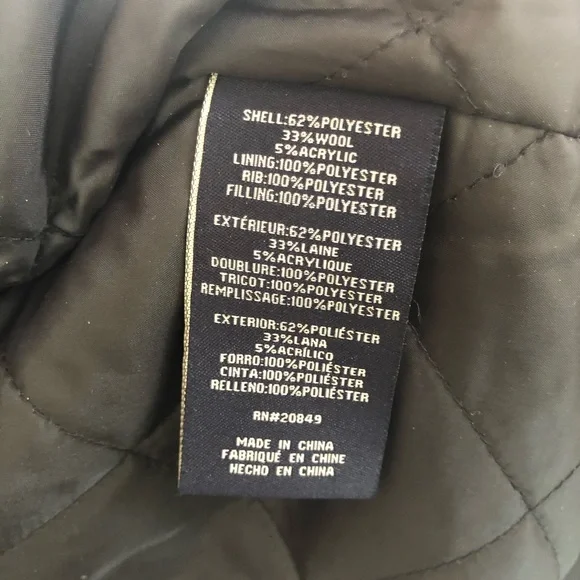 SHELL:62%POLYESTER
33%WOOL
5%ACRYLIC
LINING:100%POLYESTER
RIB:100%POLYESTER
FILLING:100%POLYESTER
EXTÉRIEUR:62%POLYESTER
33%LAINE
5%ACRYLIQUE
DOUBLURE:100%POLYESTER
TRICOT:100%POLYESTER
REMPLISSAGE:100%POLYESTER
EXTERIOR:62%POLIÉSTER
33%LANA
5%ACRÍLICO
FORRO:100%POLIÉSTER
CINTA:100%POLIÉSTER
RELLENO:100%POLIÉSTER
RN#20849
MADE IN CHINA
FABRIQUÉ EN CHINE
HECHO EN CHINA